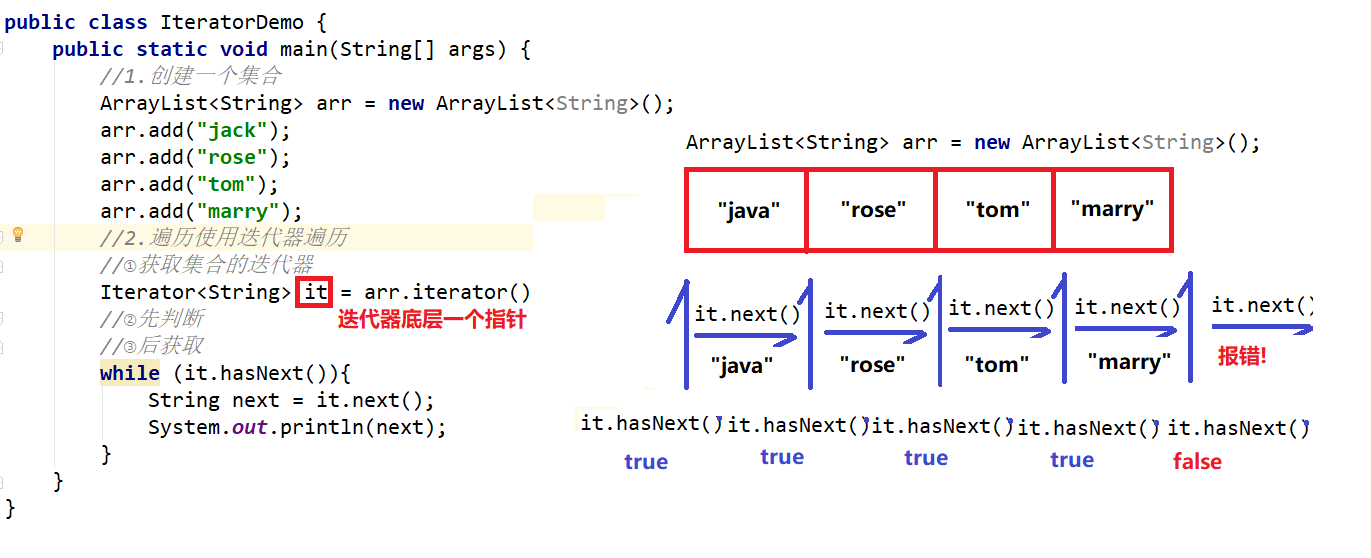 public class IteratorDemo {
public static void main(String[] args) {
//1.创建一个集合
ArrayList<String> arr = new ArrayList<String>();
arr.add("jack");
arr.add("rose");
arr.add("tom");
arr.add("marry");
//2.遍历使用迭代器遍历
//①获取集合的迭代器
Iterator<String> it = arr.iterator()
迭代器底层一个指针
//②先判断
//③后获取
while (it.hasNext()){
String next = it.next();
System.out.println(next);
}
}
}
ArrayList<String> arr = new ArrayList<String>();
"java" "rose" "tom" "marry"
it.next() it.next() it.next() it.next() it.next()
"java" "rose" "tom" "marry" 报错!
it.hasNext() it.hasNext() it.hasNext() it.hasNext() it.hasNext()
true true true true false